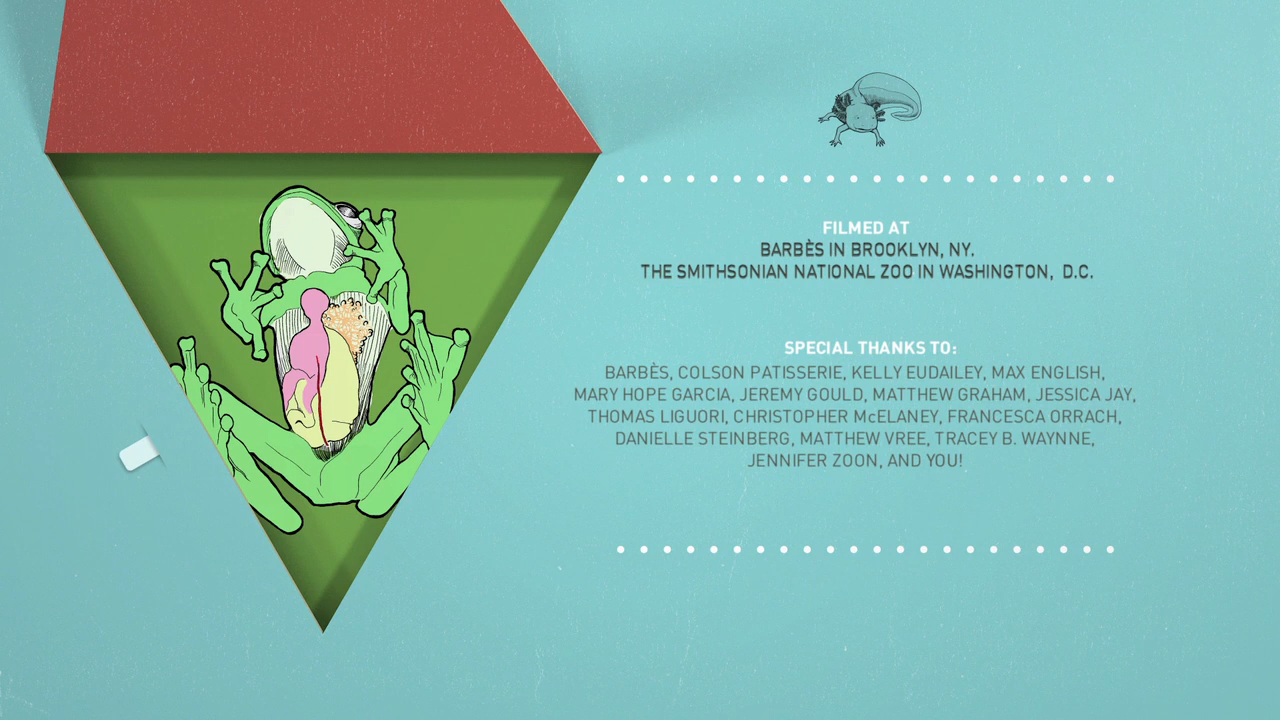 FILMED AT
BARBÈS IN BROOKLYN, NY.
THE SMITHSONIAN NATIONAL ZOO IN WASHINGTON, D.C.
SPECIAL THANKS TO:
BARBÈS, COLSON PATISSERIE, KELLY EUDAILEY, MAX ENGLISH,
MARY HOPE GARCIA, JEREMY GOULD, MATTHEW GRAHAM, JESSICA JAY,
THOMAS LIGUORI, CHRISTOPHER McELANEY, FRANCESCA ORRACH,
DANIELLE STEINBERG, MATTHEW VREE, TRACEY B. WAYNNE,
JENNIFER ZOON, AND YOU!